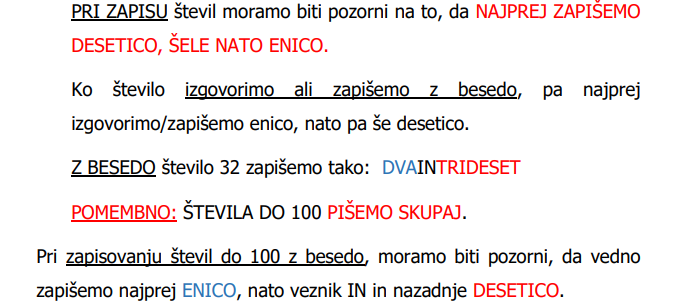 PRI ZAPISU števil moramo biti pozorni na to, da NAJPREJ ZAPIŠEMO
DESETICO, ŠELE NATO ENICO.
Ko število izgovorimo ali zapišemo z besedo, pa najprej
izgovorimo/zapišemo enico, nato pa še desetico.
Z BESEDO število 32 zapišemo tako: DVAINTRIDESET
POMEMBNO: ŠTEVILA DO 100 PIŠEMO SKUPAJ.
Pri zapisovanju števil do 100 z besedo, moramo biti pozorni, da vedno
zapišemo najprej ENICO, nato veznik IN in nazadnje DESETICO.